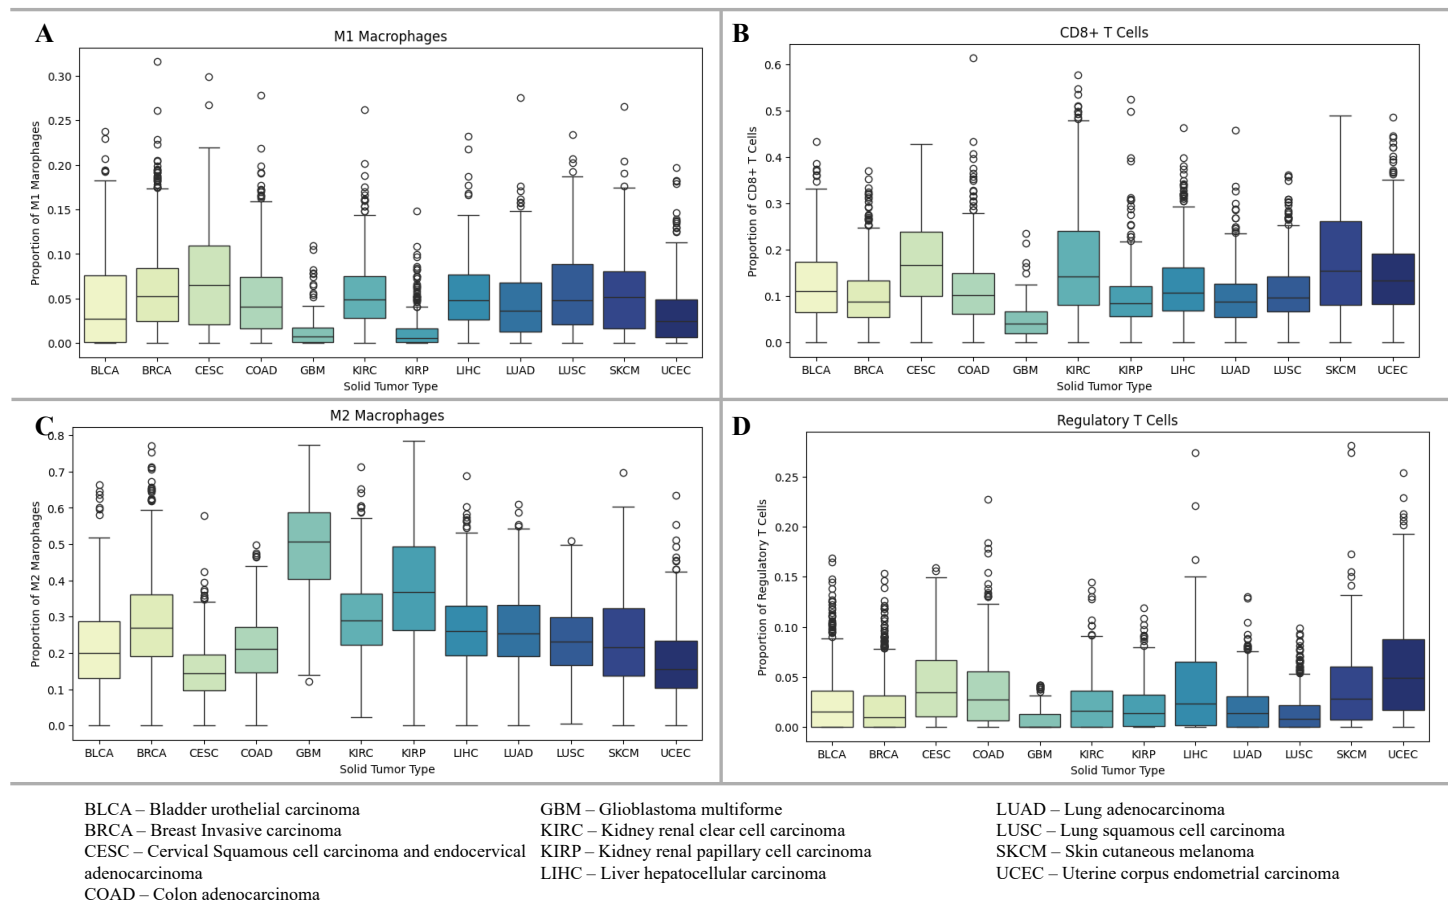 A
M1 Macrophages
Proportion of M1 Marophages
0.30
0.25
0.20
0.15
0.10
0.05
0.00
BLCA BRCA CESC COAD GBM KIRC KIRP LIHC LUAD LUSC SKCM UCEC
Solid Tumor Type
B
CD8+ T Cells
Proportion of CD8+ T Cells
0.6
0.5
0.4
0.3
0.2
0.1
0.0
BLCA BRCA CESC COAD GBM KIRC KIRP LIHC LUAD LUSC SKCM UCEC
Solid Tumor Type
C
M2 Macrophages
Proportion of M2 Marophages
0.8
0.7
0.6
0.5
0.4
0.3
0.2
0.1
0.0
BLCA BRCA CESC COAD GBM KIRC KIRP LIHC LUAD LUSC SKCM UCEC
Solid Tumor Type
D
Regulatory T Cells
Proportion of Regulatory T Cells
0.25
0.20
0.15
0.10
0.05
0.00
BLCA BRCA CESC COAD GBM KIRC KIRP LIHC LUAD LUSC SKCM UCEC
Solid Tumor Type
BLCA – Bladder urothelial carcinoma
BRCA – Breast Invasive carcinoma
CESC – Cervical Squamous cell carcinoma and endocervical
adenocarcinoma
COAD – Colon adenocarcinoma
GBM – Glioblastoma multiforme
KIRC – Kidney renal clear cell carcinoma
KIRP – Kidney renal papillary cell carcinoma
LIHC – Liver hepatocellular carcinoma
LUAD – Lung adenocarcinoma
LUSC – Lung squamous cell carcinoma
SKCM – Skin cutaneous melanoma
UCEC – Uterine corpus endometrial carcinoma